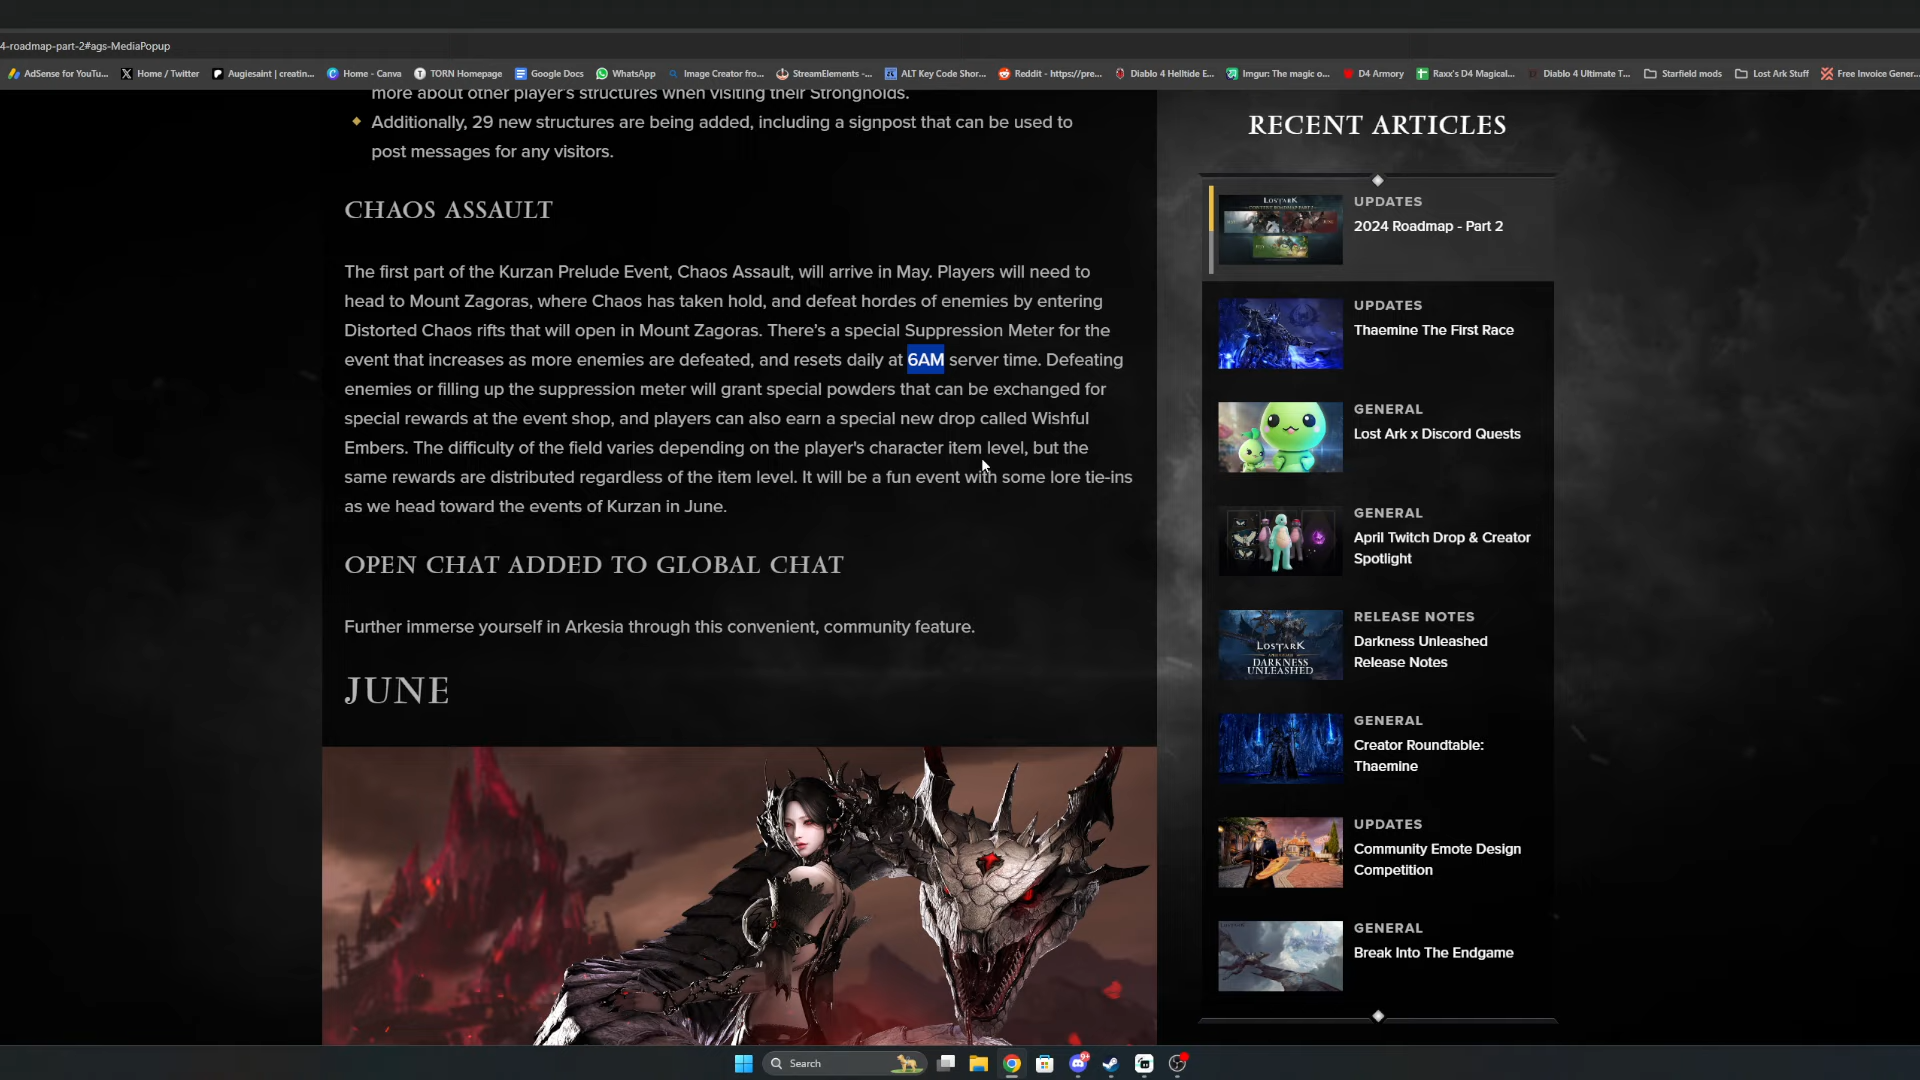 4-roadmap-part-2#ags-MediaPopup
AdSense for YouTu...
Home / Twitter
Augiesaint | creatin...
Home - Canva
TORN Homepage
Google Docs
WhatsApp
Image Creator fro...
StreamElements -...
ALT Key Code Shor...
Reddit - https://pre...
Diablo 4 Helltide E...
Imgur: The magic o...
D4 Armory
Raxx's D4 Magical...
Diablo 4 Ultimate T...
Starfield mods
Lost Ark Stuff
Free Invoice Gener...
more about other player's structures when visiting their Strongholds.
Additionally, 29 new structures are being added, including a signpost that can be used to
post messages for any visitors.
CHAOS ASSAULT
The first part of the Kurzan Prelude Event, Chaos Assault, will arrive in May. Players will need to
head to Mount Zagoras, where Chaos has taken hold, and defeat hordes of enemies by entering
Distorted Chaos rifts that will open in Mount Zagoras. There's a special Suppression Meter for the
event that increases as more enemies are defeated, and resets daily at 6AM server time. Defeating
enemies or filling up the suppression meter will grant special powders that can be exchanged for
special rewards at the event shop, and players can also earn a special new drop called Wishful
Embers. The difficulty of the field varies depending on the player's character item level, but the
same rewards are distributed regardless of the item level. It will be a fun event with some lore tie-ins
as we head toward the events of Kurzan in June.
OPEN CHAT ADDED TO GLOBAL CHAT
Further immerse yourself in Arkesia through this convenient, community feature.
JUNE
RECENT ARTICLES
LOST ARK
UPDATES
2024 Roadmap - Part 2
UPDATES
Thaemine The First Race
GENERAL
Lost Ark x Discord Quests
GENERAL
April Twitch Drop & Creator
Spotlight
LOST ARK
DARKNESS
UNLEASHED
RELEASE NOTES
Darkness Unleashed
Release Notes
GENERAL
Creator Roundtable:
Thaemine
UPDATES
Community Emote Design
Competition
GENERAL
Break Into The Endgame
Search